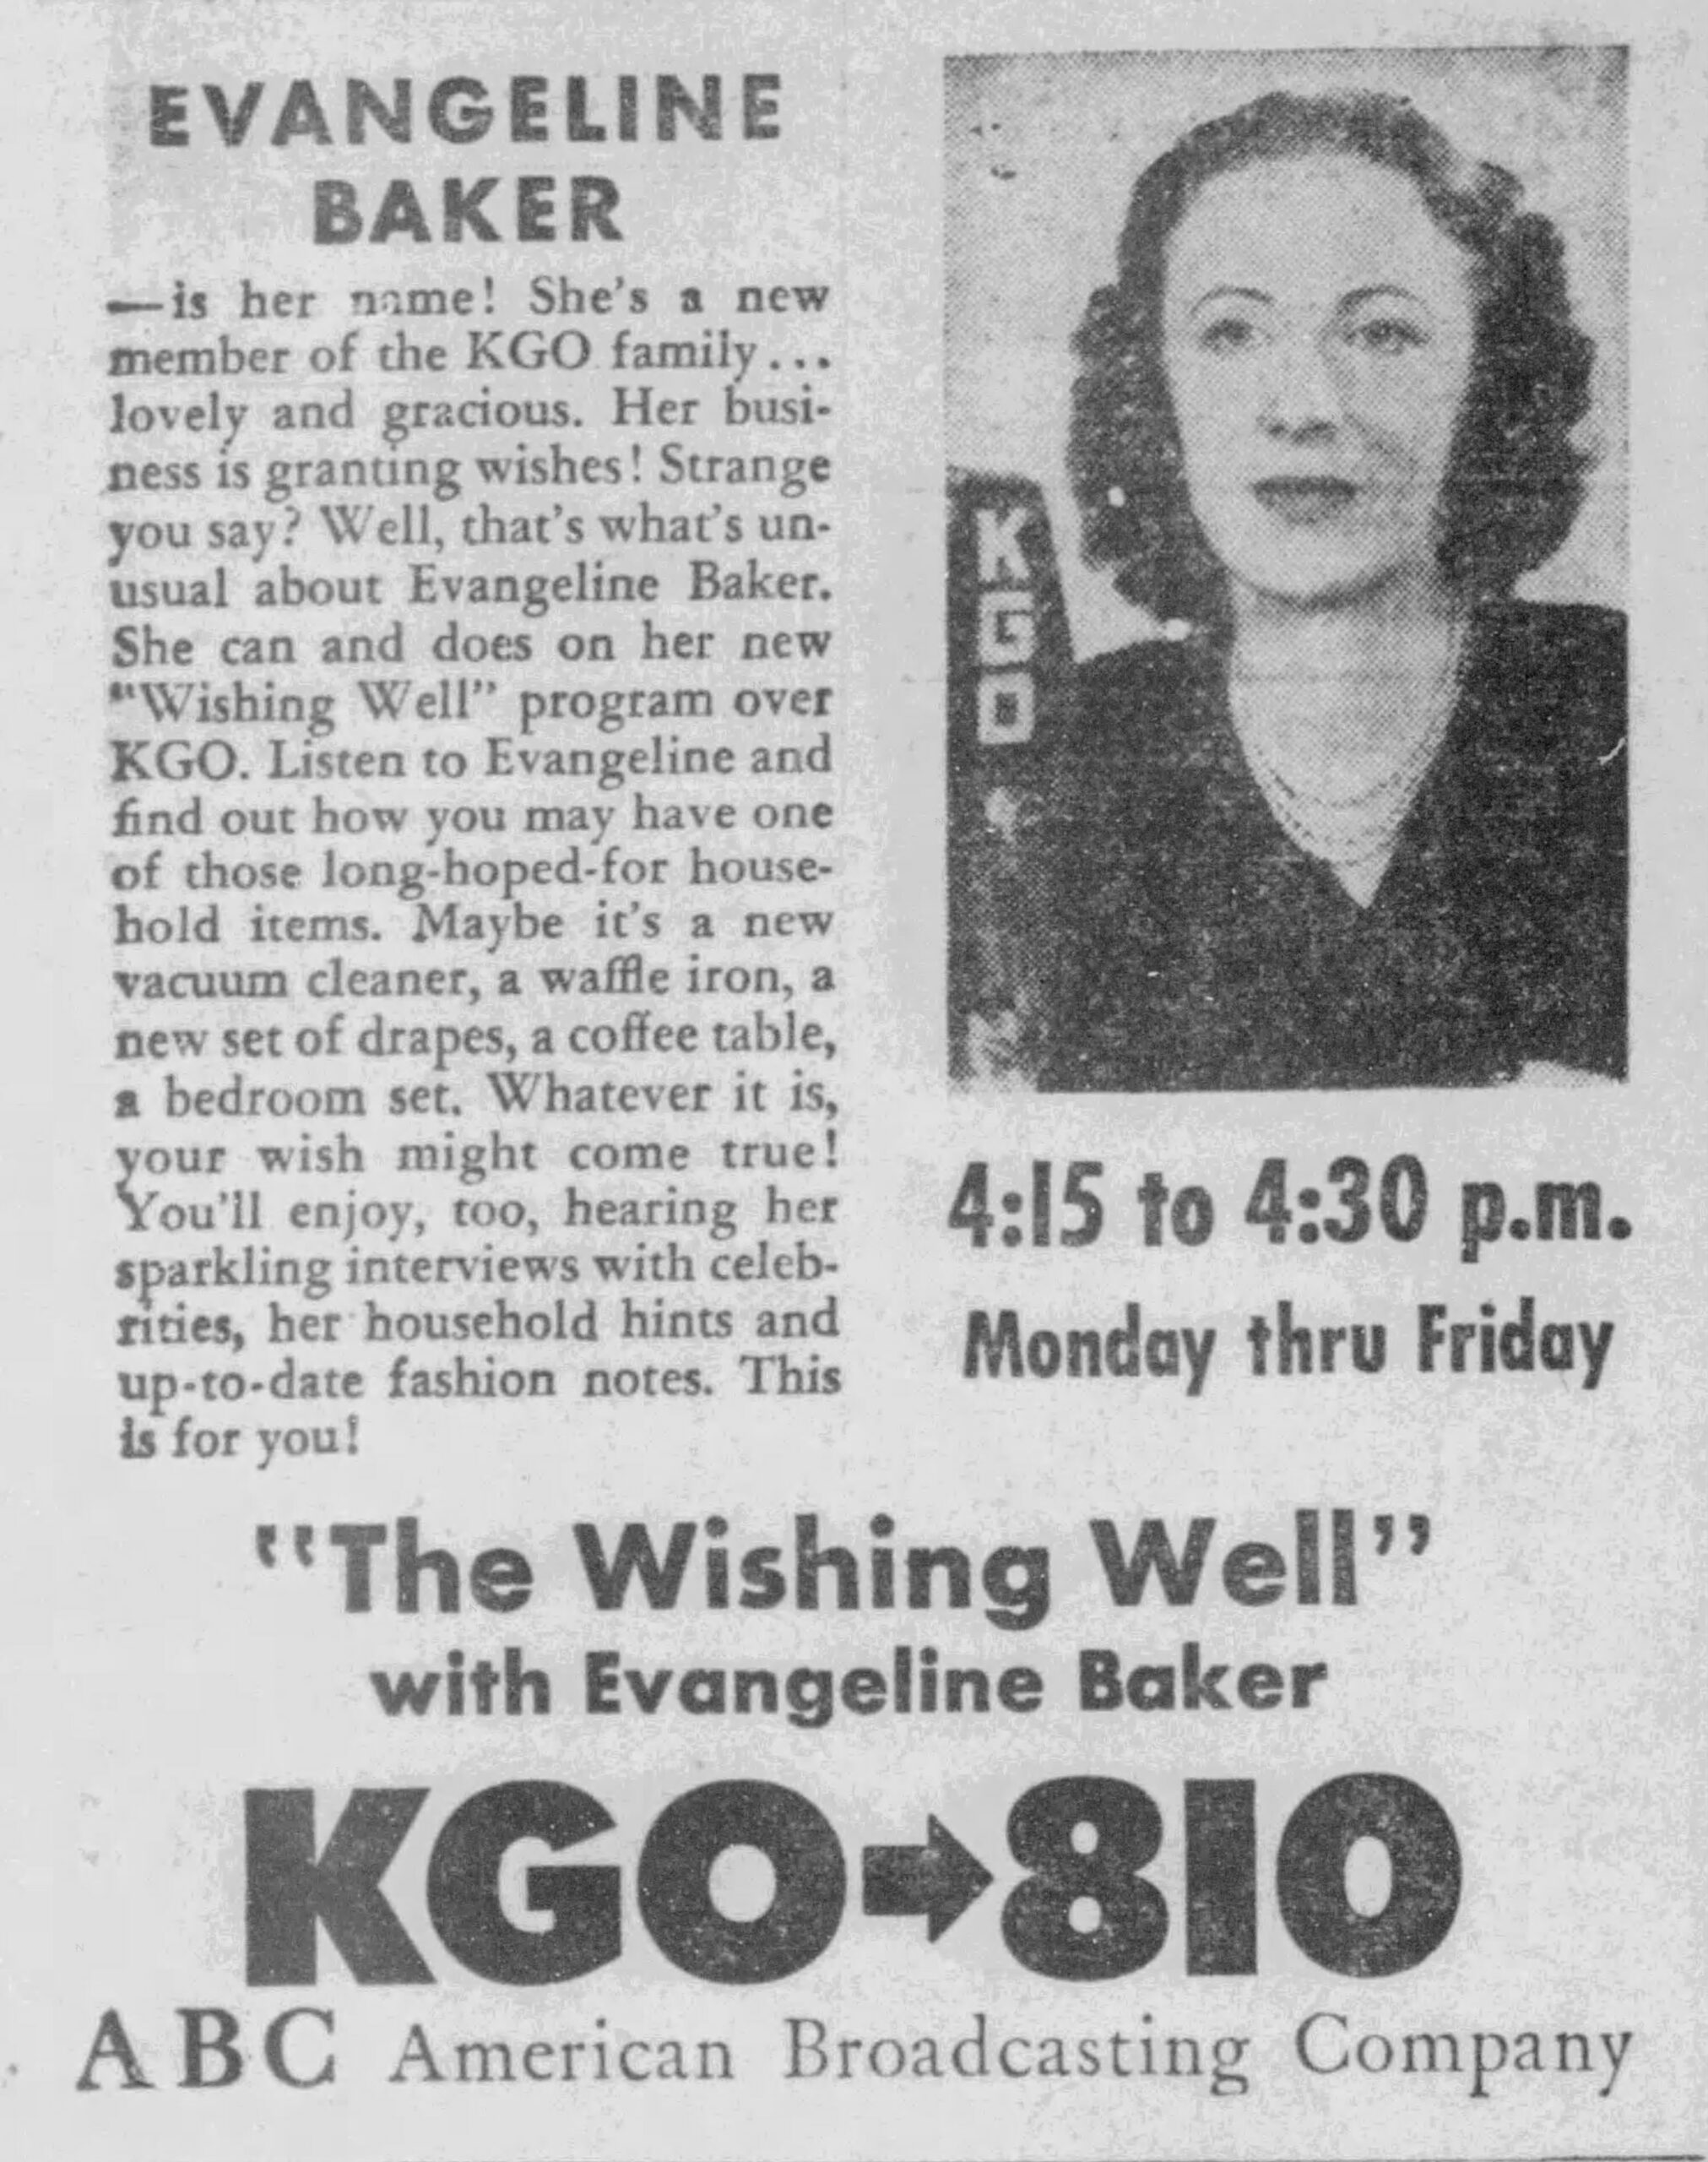 EVANGELINE
BAKER
—is her name! She's a new
member of the KGO family...
lovely and gracious. Her busi-
ness is granting wishes! Strange
you say? Well, that's what's un-
usual about Evangeline Baker.
She can and does on her new
"Wishing Well" program over
KGO. Listen to Evangeline and
find out how you may have one
of those long-hoped-for house-
hold items. Maybe it's a new
vacuum cleaner, a waffle iron, a
new set of drapes, a coffee table,
a bedroom set. Whatever it is,
your wish might come true!
You'll enjoy, too, hearing her
sparkling interviews with celeb-
rities, her household hints and
up-to-date fashion notes. This
is for you!
K
G
O
4:15 to 4:30 p.m.
Monday thru Friday
"The Wishing Well"
with Evangeline Baker
KGO➡810
ABC American Broadcasting Company